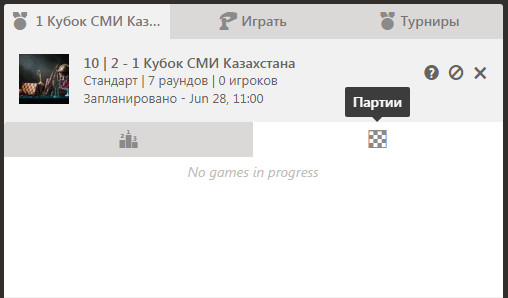 1 Кубок СМИ Каз... Играть Турниры
10 | 2 - 1 Кубок СМИ Казахстана
Стандарт | 7 раундов | 0 игроков
Запланировано - Jun 28, 11:00
Партии
No games in progress